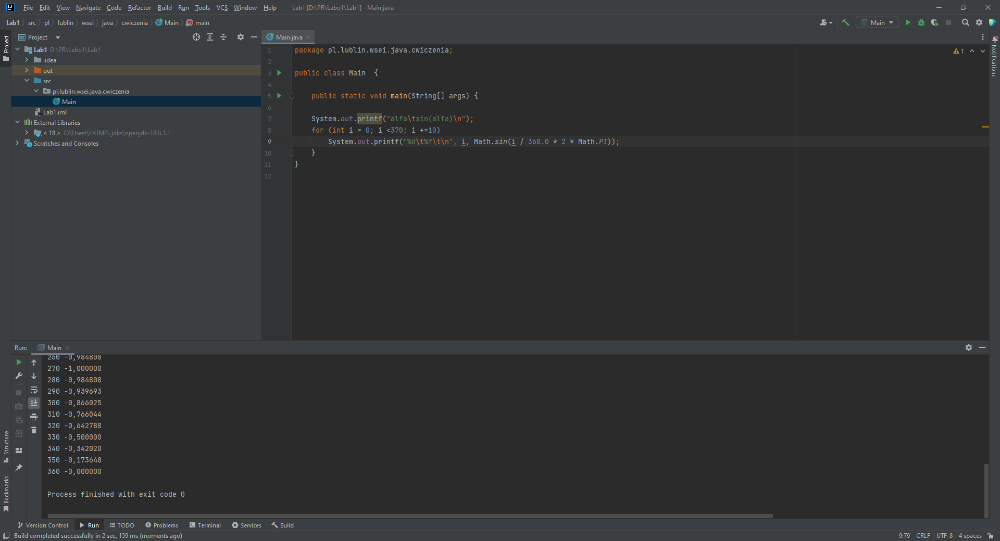 File Edit View Navigate Code Refactor Build Run Tools VCS Window Help Lab1 [D:\PR\Labo1\Lab1] - Main.java
Lab1 src pl lublin wsei java cwiczenia Main main Main
Project Main.java
Project
Notifications
Lab1 D:\PR\Labo1\Lab1
.idea
out
src
pl.lublin.wsei.java.cwiczenia
Main
Lab1.iml
External Libraries
< 18 > C:\Users\HOME\.jdks\openjdk-18.0.1.1
Scratches and Consoles
1 package pl.lublin.wsei.java.cwiczenia; 1
2
3 public class Main  {
4
5     public static void main(String[] args) {
6
7     System.out.printf("alfa\tsin(alfa)\n");
8     for (int i = 0; i <370; i +=10)
9         System.out.printf("%d\t%f\t\n", i, Math.sin(i / 360.0 * 2 * Math.PI));
10     }
11 }
12
Run: Main
260 -0,984808
270 -1,000000
280 -0,984808
290 -0,939693
300 -0,866025
310 -0,766044
320 -0,642788
330 -0,500000
340 -0,342020
350 -0,173648
360 -0,000000
Process finished with exit code 0
Structure
Bookmarks
Version Control Run TODO Problems Terminal Services Build
Build completed successfully in 2 sec, 159 ms (moments ago) 9:79 CRLF UTF-8 4 spaces